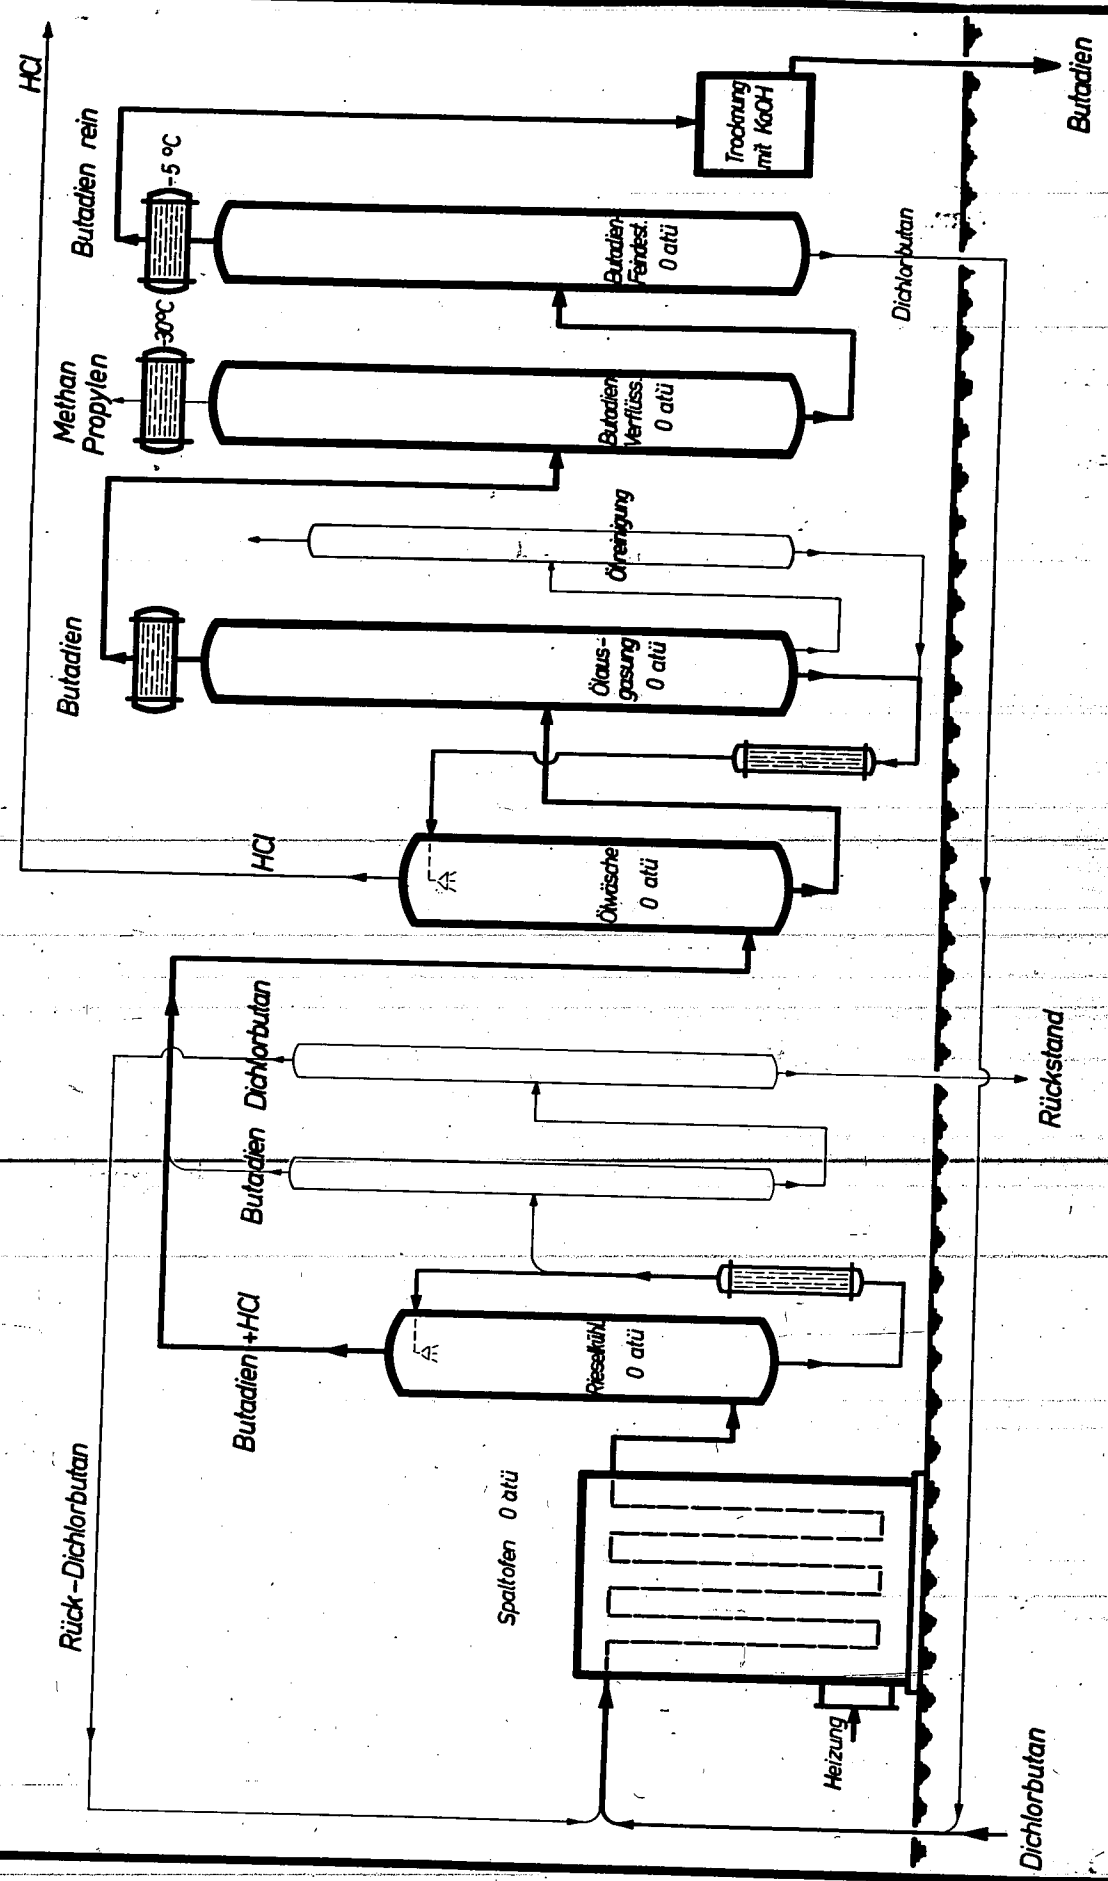 HCl
Butadien rein
-5 °C
Methan
Propylen
-30°C
Butadien
HCl
Butadien Dichlorbutan
Butadien+HCl
Rück-Dichlorbutan
Spaltofen 0 atü
Heizung
Rieselkühl.
0 atü
Ölwäsche
0 atü
Ölaus-
gasung
0 atü
Ölreinigung
Butadien-
Verflüss.
0 atü
Butadien-
Feindest.
0 atü
Trocknung
mit KaOH
Dichlorbutan
Dichlorbutan
Rückstand
Butadien